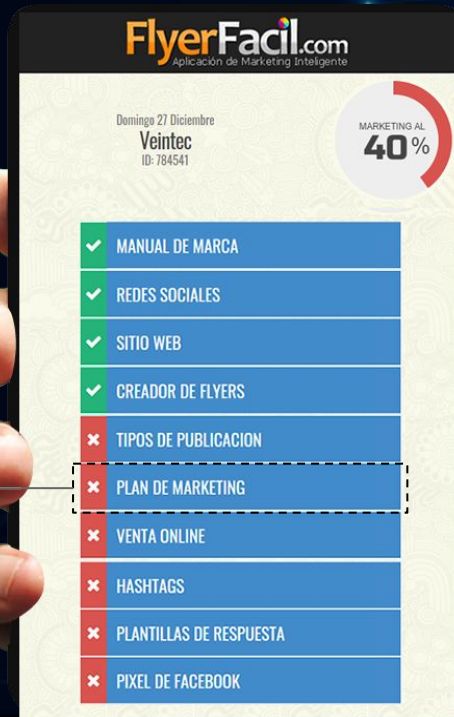 FlyerFacil.com
Aplicación de Marketing Inteligente
Domingo 27 Diciembre
Veintec
ID: 784541
MARKETING AL
40%
MANUAL DE MARCA
REDES SOCIALES
SITIO WEB
CREADOR DE FLYERS
TIPOS DE PUBLICACION
PLAN DE MARKETING
VENTA ONLINE
HASHTAGS
PLANTILLAS DE RESPUESTA
PIXEL DE FACEBOOK